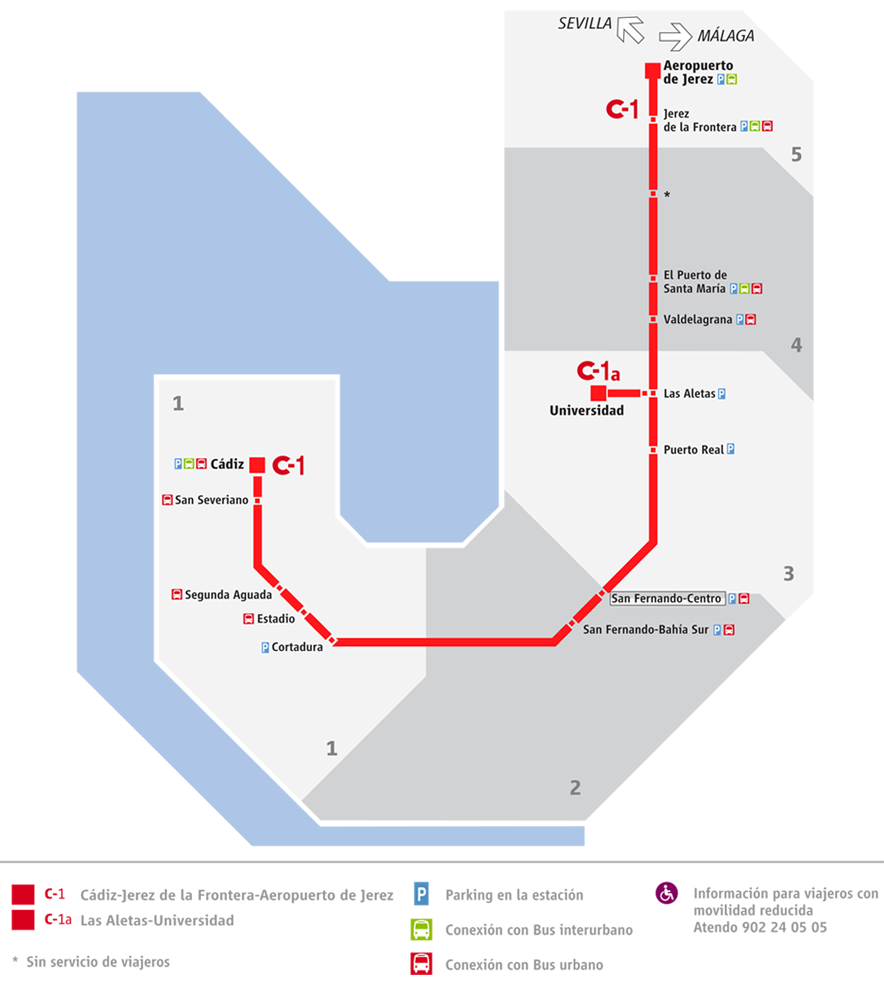 SEVILLA
MÁLAGA
Aeropuerto
de Jerez P
C-1
Jerez
de la Frontera P
5
*
El Puerto de
Santa María P
Valdelagrana P
4
C-1a
Universidad
Las Aletas P
1
Puerto Real P
P Cádiz C-1
San Severiano
3
Segunda Aguada
San Fernando-Centro P
Estadio
San Fernando-Bahía Sur P
P Cortadura
1
2
C-1 Cádiz-Jerez de la Frontera-Aeropuerto de Jerez
C-1a Las Aletas-Universidad
* Sin servicio de viajeros
P Parking en la estación
Conexión con Bus interurbano
Conexión con Bus urbano
Información para viajeros con
movilidad reducida
Atendo 902 24 05 05